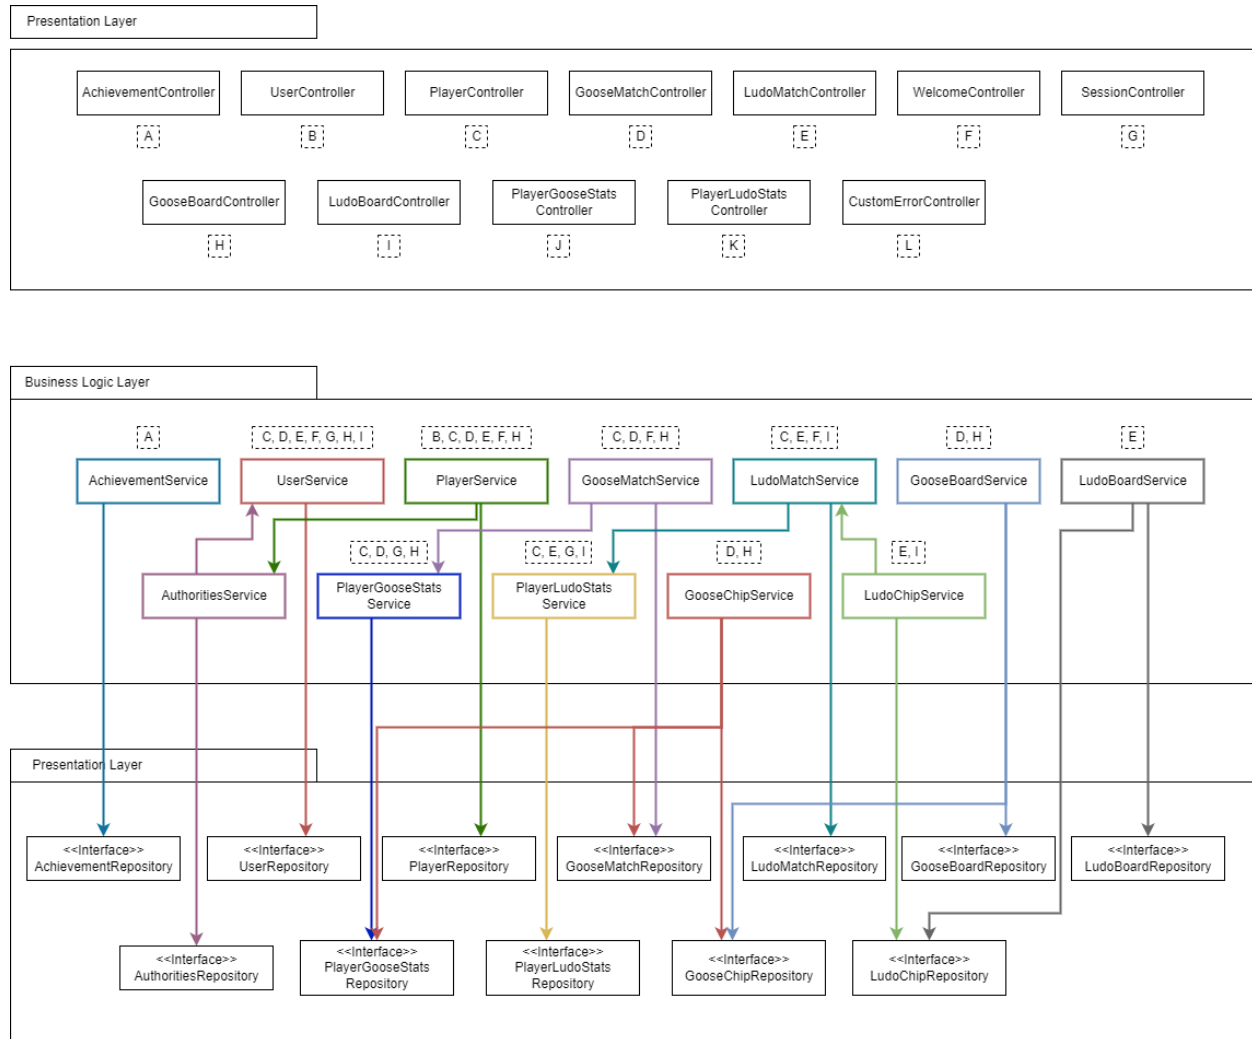 Presentation Layer
AchievementController
UserController
PlayerController
GooseMatchController
LudoMatchController
WelcomeController
SessionController
A
B
C
D
E
F
G
GooseBoardController
LudoBoardController
PlayerGooseStats
Controller
PlayerLudoStats
Controller
CustomErrorController
H
I
J
K
L
Business Logic Layer
A
C, D, E, F, G, H, I
B, C, D, E, F, H
C, D, F, H
C, E, F, I
D, H
E
AchievementService
UserService
PlayerService
GooseMatchService
LudoMatchService
GooseBoardService
LudoBoardService
C, D, G, H
C, E, G, I
D, H
E, I
AuthoritiesService
PlayerGooseStats
Service
PlayerLudoStats
Service
GooseChipService
LudoChipService
Presentation Layer
<<Interface>>
AchievementRepository
<<Interface>>
UserRepository
<<Interface>>
PlayerRepository
<<Interface>>
GooseMatchRepository
<<Interface>>
LudoMatchRepository
<<Interface>>
GooseBoardRepository
<<Interface>>
LudoBoardRepository
<<Interface>>
AuthoritiesRepository
<<Interface>>
PlayerGooseStats
Repository
<<Interface>>
PlayerLudoStats
Repository
<<Interface>>
GooseChipRepository
<<Interface>>
LudoChipRepository